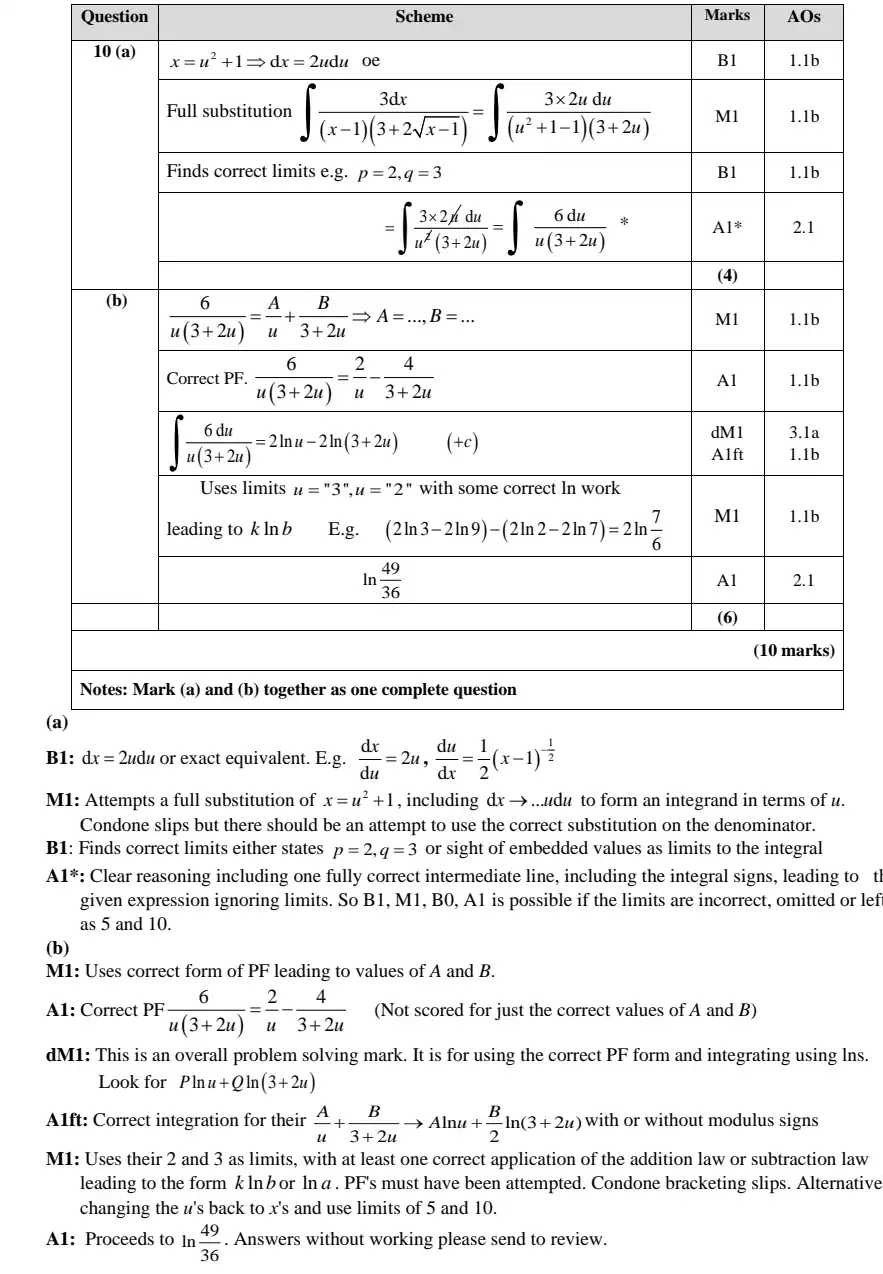 Question Scheme Marks AOs
10 (a) x = u² + 1 ⇒ dx = 2udu oe B1 1.1b
Full substitution ∫ 3dx / ((x−1)(3+2√(x−1))) = ∫ 3×2u du / ((u²+1−1)(3+2u)) M1 1.1b
Finds correct limits e.g. p = 2, q = 3 B1 1.1b
= ∫ 3×2u du / (u²(3+2u)) = ∫ 6 du / (u(3+2u)) * A1* 2.1
(4)
(b) 6 / (u(3+2u)) = A/u + B/(3+2u) ⇒ A = ..., B = ... M1 1.1b
Correct PF. 6 / (u(3+2u)) = 2/u − 4/(3+2u) A1 1.1b
∫ 6 du / (u(3+2u)) = 2 ln u − 2 ln(3+2u) (+c) dM1 A1ft 3.1a 1.1b
Uses limits u = "3", u = "2" with some correct ln work
leading to k ln b E.g. (2 ln 3 − 2 ln 9) − (2 ln 2 − 2 ln 7) = 2 ln 7/6 M1 1.1b
ln 49/36 A1 2.1
(6)
(10 marks)
Notes: Mark (a) and (b) together as one complete question
(a)
B1: dx = 2udu or exact equivalent. E.g. dx/du = 2u , du/dx = 1/2 (x−1)^(−1/2)
M1: Attempts a full substitution of x = u² + 1, including dx → ...udu to form an integrand in terms of u.
Condone slips but there should be an attempt to use the correct substitution on the denominator.
B1: Finds correct limits either states p = 2, q = 3 or sight of embedded values as limits to the integral
A1*: Clear reasoning including one fully correct intermediate line, including the integral signs, leading to th
given expression ignoring limits. So B1, M1, B0, A1 is possible if the limits are incorrect, omitted or left
as 5 and 10.
(b)
M1: Uses correct form of PF leading to values of A and B.
A1: Correct PF 6 / (u(3+2u)) = 2/u − 4/(3+2u) (Not scored for just the correct values of A and B)
dM1: This is an overall problem solving mark. It is for using the correct PF form and integrating using lns.
Look for P ln u + Q ln(3+2u)
A1ft: Correct integration for their A/u + B/(3+2u) → Alnu + B/2 ln(3+2u) with or without modulus signs
M1: Uses their 2 and 3 as limits, with at least one correct application of the addition law or subtraction law
leading to the form k ln b or ln a . PF's must have been attempted. Condone bracketing slips. Alternative
changing the u's back to x's and use limits of 5 and 10.
A1: Proceeds to ln 49/36 . Answers without working please send to review.